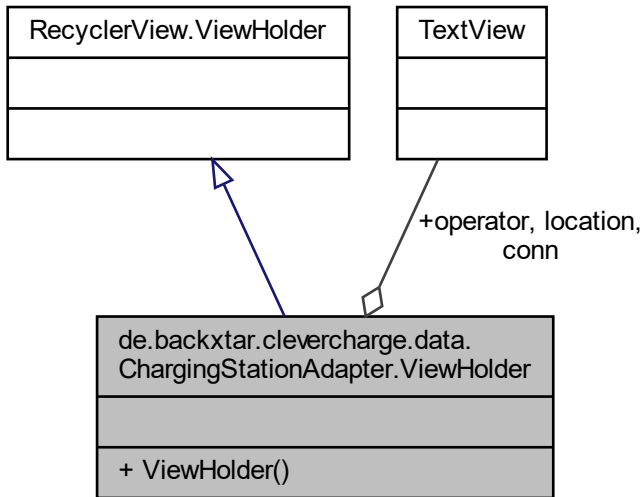 RecyclerView.ViewHolder
TextView
+operator, location,
conn
de.backxtar.clevercharge.data.
ChargingStationAdapter.ViewHolder
+ ViewHolder()